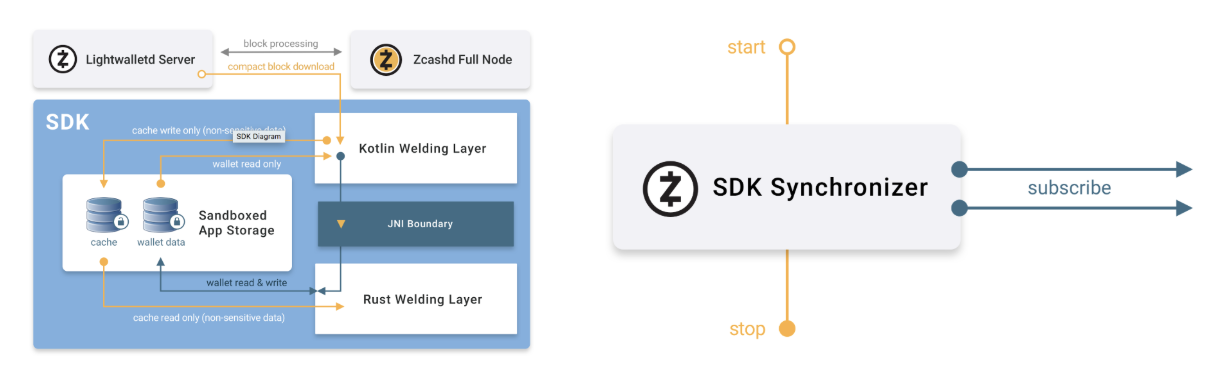 Lightwalletd Server
block processing
compact block download
Zcashd Full Node
SDK
cache write only (non-sensitive data)
SDK Diagram
wallet read only
Kotlin Welding Layer
Sandboxed
App Storage
cache
wallet data
JNI Boundary
wallet read & write
Rust Welding Layer
cache read only (non-sensitive data)
start
SDK Synchronizer
subscribe
stop